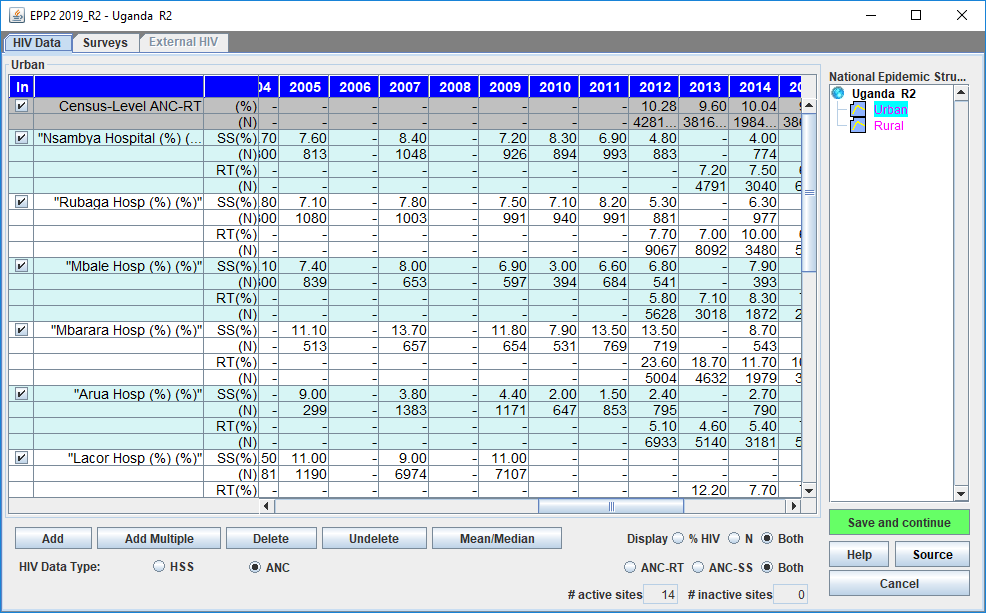 EPP2 2019_R2 - Uganda R2
HIV Data Surveys External HIV
Urban
In 04 2005 2006 2007 2008 2009 2010 2011 2012 2013 2014 20
Census-Level ANC-RT (%) - - - - - - - - 10.28 9.60 10.04
(N) - - - - - - - - 4281... 3816... 1984... 386
"Nsambya Hospital (%) (... SS(%) .70 7.60 - 8.40 - 7.20 8.30 6.90 4.80 - 4.00
(N) 300 813 - 1048 - 926 894 993 883 - 774
RT(%) - - - - - - - - - 7.20 7.50
(N) - - - - - - - - - 4791 3040
"Rubaga Hosp (%) (%)" SS(%) .80 7.10 - 7.80 - 7.50 7.10 8.20 5.30 - 6.30
(N) 300 1080 - 1003 - 991 940 991 881 - 977
RT(%) - - - - - - - - 7.70 7.00 10.00
(N) - - - - - - - - 9067 8092 3480 5
"Mbale Hosp (%) (%)" SS(%) .10 7.40 - 8.00 - 6.90 3.00 6.60 6.80 - 7.90
(N) 300 839 - 653 - 597 394 684 541 - 393
RT(%) - - - - - - - - 5.80 7.10 8.30
(N) - - - - - - - - 5628 3018 1872 2
"Mbarara Hosp (%) (%)" SS(%) - 11.10 - 13.70 - 11.80 7.90 13.50 13.50 - 8.70
(N) - 513 - 657 - 654 531 769 719 - 543
RT(%) - - - - - - - - 23.60 18.70 11.70 1
(N) - - - - - - - - 5004 4632 1979 3
"Arua Hosp (%) (%)" SS(%) - 9.00 - 3.80 - 4.40 2.00 1.50 2.40 - 2.70
(N) - 299 - 1383 - 1171 647 853 795 - 790
RT(%) - - - - - - - - 5.10 4.60 5.40
(N) - - - - - - - - 6933 5140 3181 5
"Lacor Hosp (%) (%)" SS(%) .50 11.00 - 9.00 - 11.00 - - - - -
(N) 81 1190 - 6974 - 7107 - - - - -
RT(%) - - - - - - - - - 12.20 7.70
National Epidemic Stru...
Uganda R2
Urban
Rural
Add Add Multiple Delete Undelete Mean/Median Display % HIV N Both
HIV Data Type: HSS ANC ANC-RT ANC-SS Both
# active sites 14 # inactive sites 0
Save and continue
Help Source
Cancel